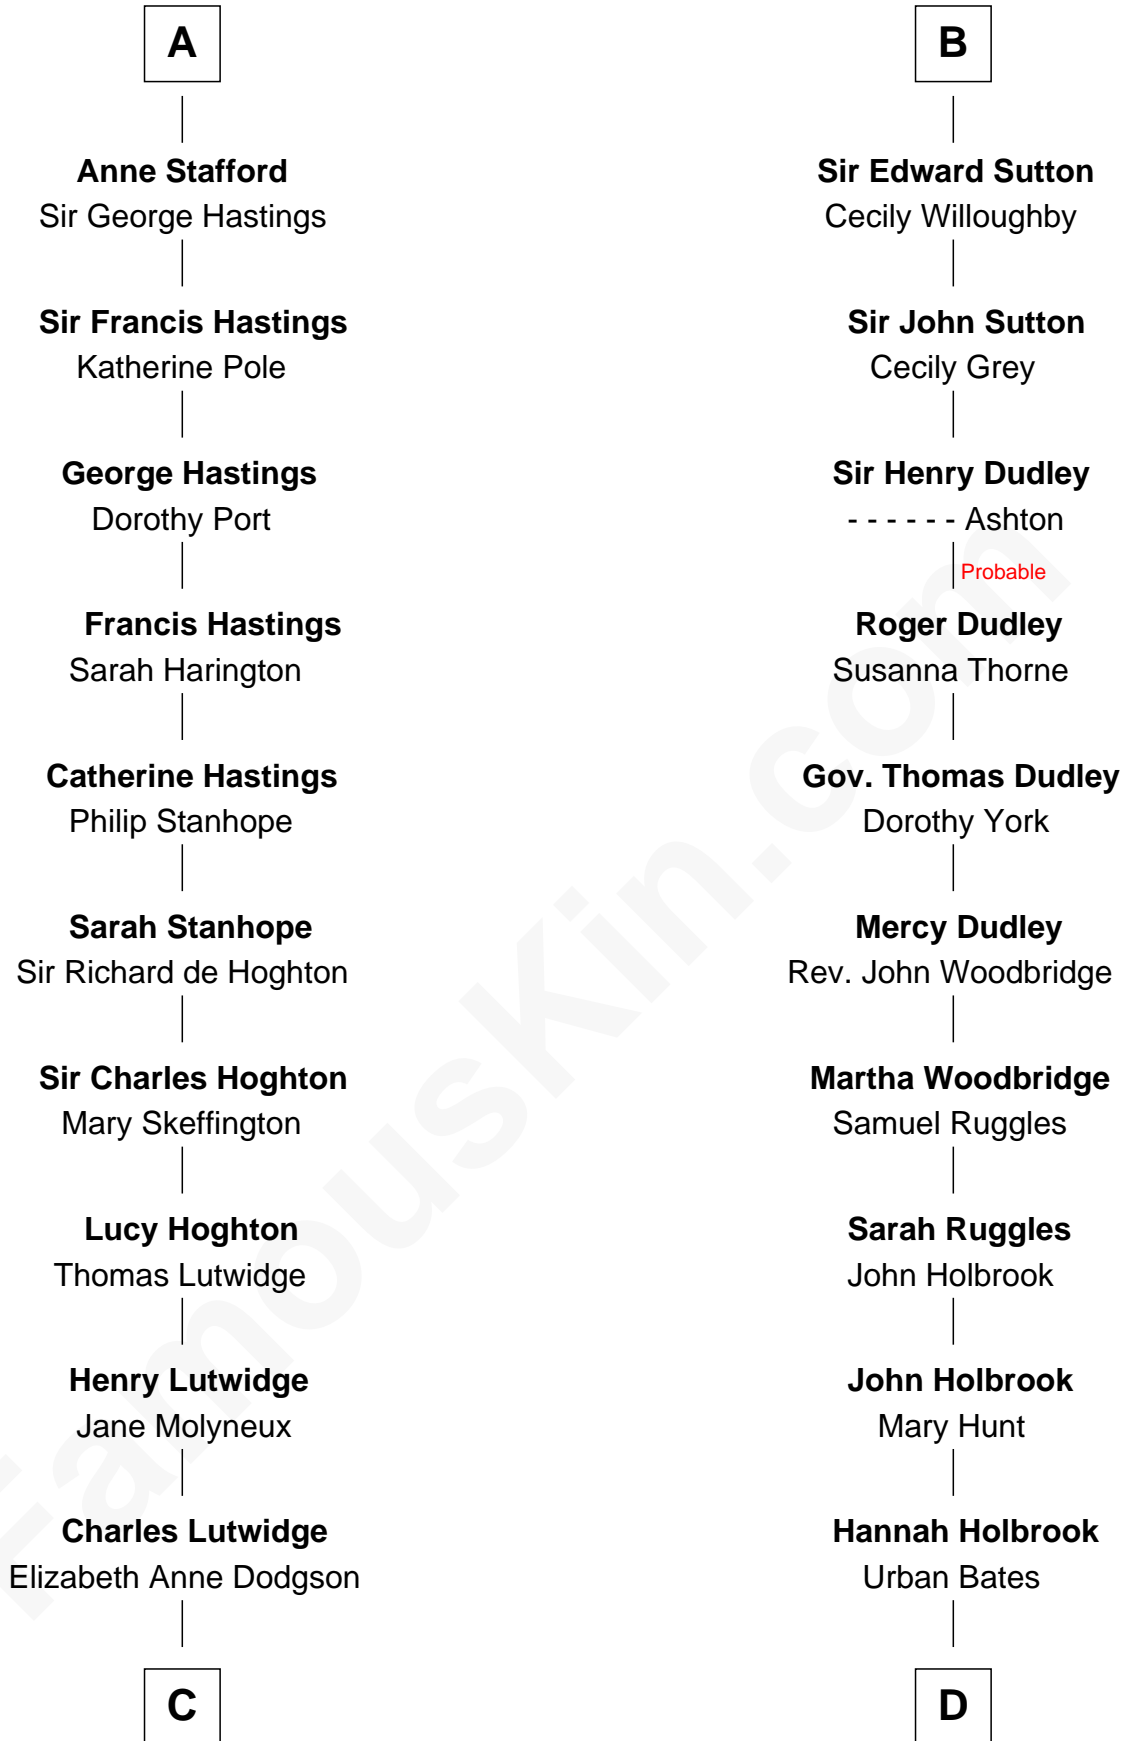 A
Anne Stafford
Sir George Hastings
Sir Francis Hastings
Katherine Pole
George Hastings
Dorothy Port
Francis Hastings
Sarah Harington
Catherine Hastings
Philip Stanhope
Sarah Stanhope
Sir Richard de Hoghton
Sir Charles Hoghton
Mary Skeffington
Lucy Hoghton
Thomas Lutwidge
Henry Lutwidge
Jane Molyneux
Charles Lutwidge
Elizabeth Anne Dodgson
C
B
Sir Edward Sutton
Cecily Willoughby
Sir John Sutton
Cecily Grey
Sir Henry Dudley
- - - - - - Ashton
Probable
Roger Dudley
Susanna Thorne
Gov. Thomas Dudley
Dorothy York
Mercy Dudley
Rev. John Woodbridge
Martha Woodbridge
Samuel Ruggles
Sarah Ruggles
John Holbrook
John Holbrook
Mary Hunt
Hannah Holbrook
Urban Bates
D
FamousKin.com